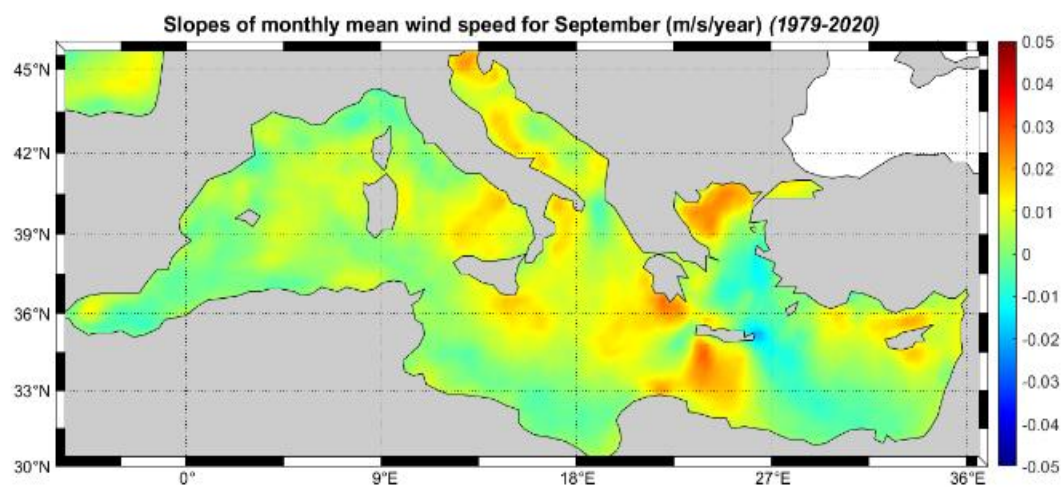 Slopes of monthly mean wind speed for September (m/s/year) (1979-2020)
45°N
42°N
39°N
36°N
33°N
30°N
0°
9°E
18°E
27°E
36°E
0.05
0.04
0.03
0.02
0.01
0
-0.01
-0.02
-0.03
-0.04
-0.05